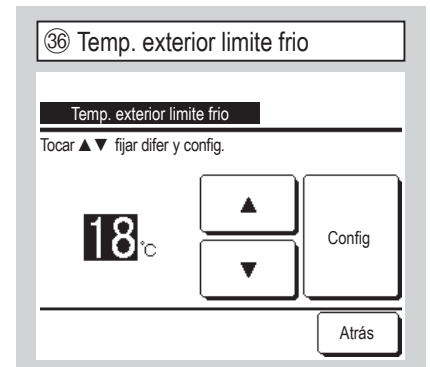 ㊱ Temp. exterior limite frio
Temp. exterior limite frio
Tocar ▲▼ fijar difer y config.
18°C
▲
▼
Config
Atrás